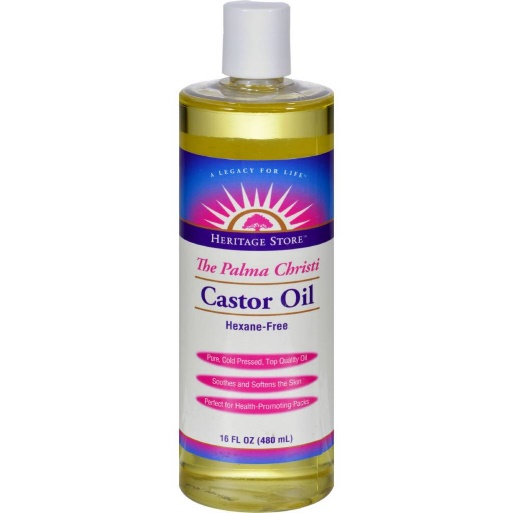 A LEGACY FOR LIFE
HERITAGE STORE™
The Palma Christi
Castor Oil
Hexane-Free
Pure, Cold Pressed, Top Quality Oil
Soothes and Softens the Skin
Perfect for Health-Promoting Packs
16 FL OZ (480 mL)